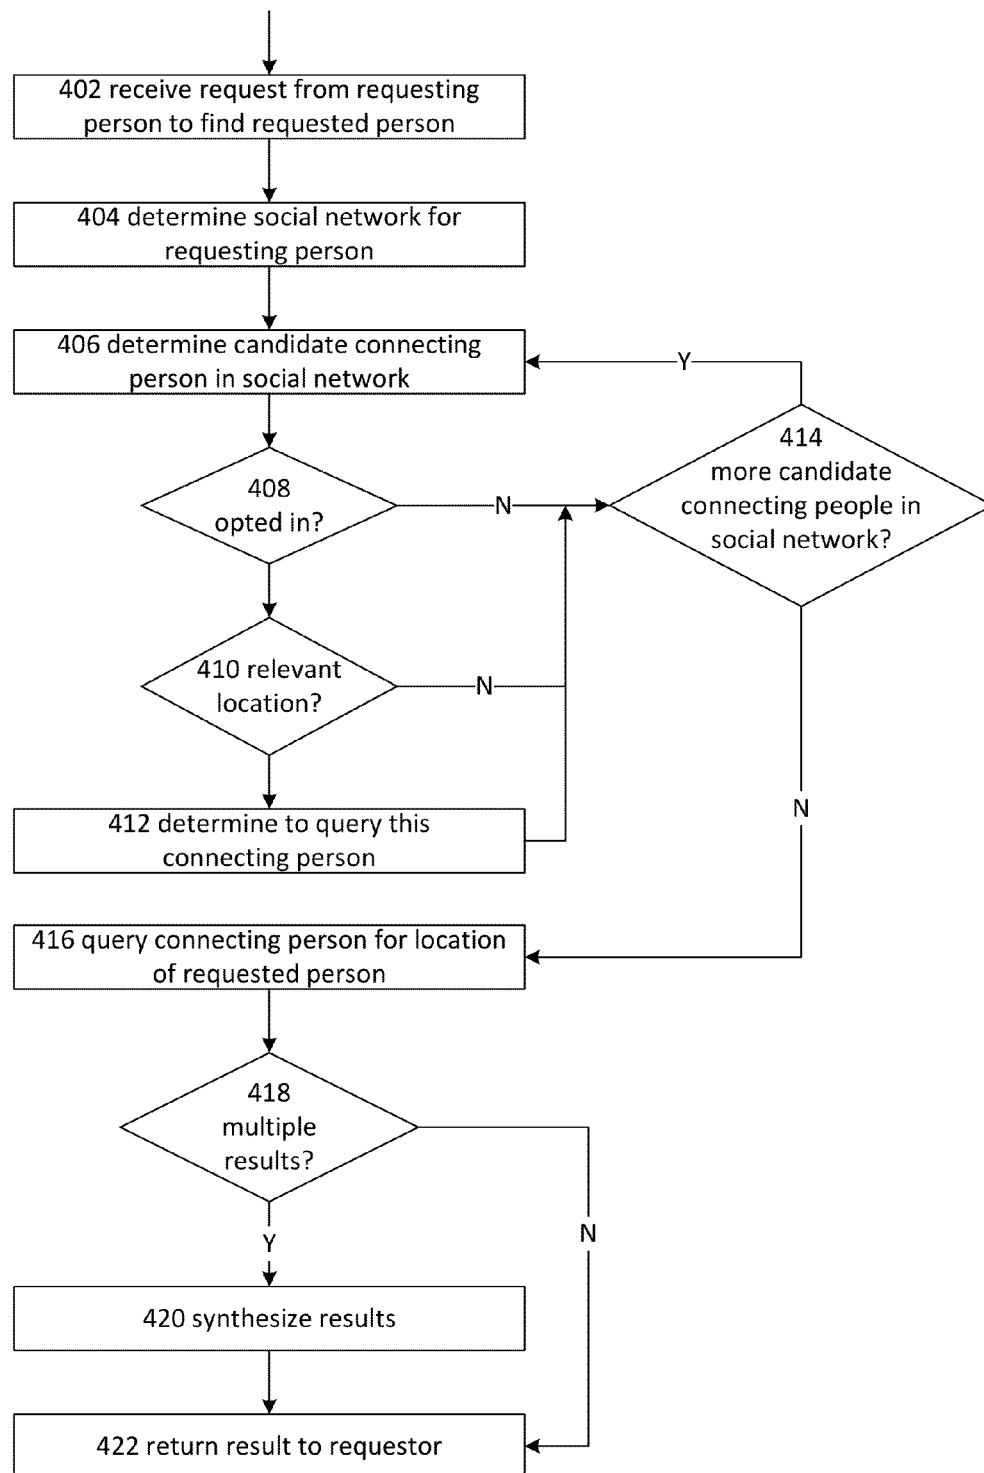 402 receive request from requesting
person to find requested person
404 determine social network for
requesting person
406 determine candidate connecting
person in social network
Y
414
more candidate
connecting people in
social network?
408
opted in?
N
410 relevant
location?
N
412 determine to query this
connecting person
N
416 query connecting person for location
of requested person
418
multiple
results?
N
Y
420 synthesize results
422 return result to requestor